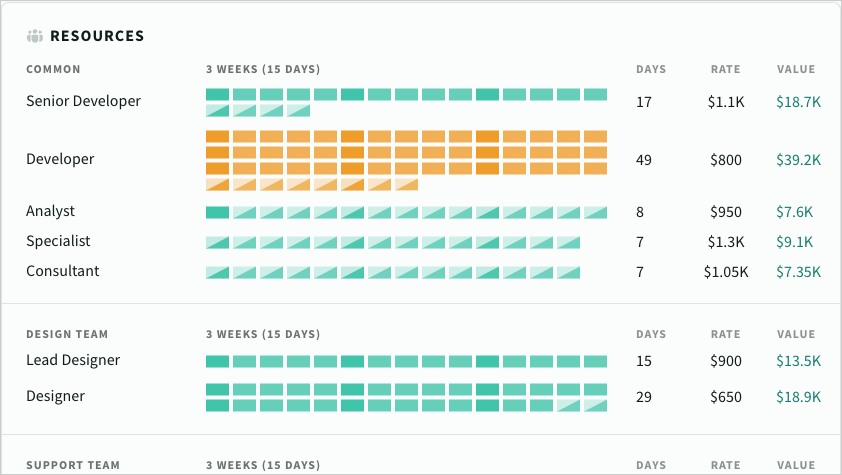 RESOURCES
COMMON 3 WEEKS (15 DAYS) DAYS RATE VALUE
Senior Developer 17 $1.1K $18.7K
Developer 49 $800 $39.2K
Analyst 8 $950 $7.6K
Specialist 7 $1.3K $9.1K
Consultant 7 $1.05K $7.35K
DESIGN TEAM 3 WEEKS (15 DAYS) DAYS RATE VALUE
Lead Designer 15 $900 $13.5K
Designer 29 $650 $18.9K
SUPPORT TEAM 3 WEEKS (15 DAYS) DAYS RATE VALUE